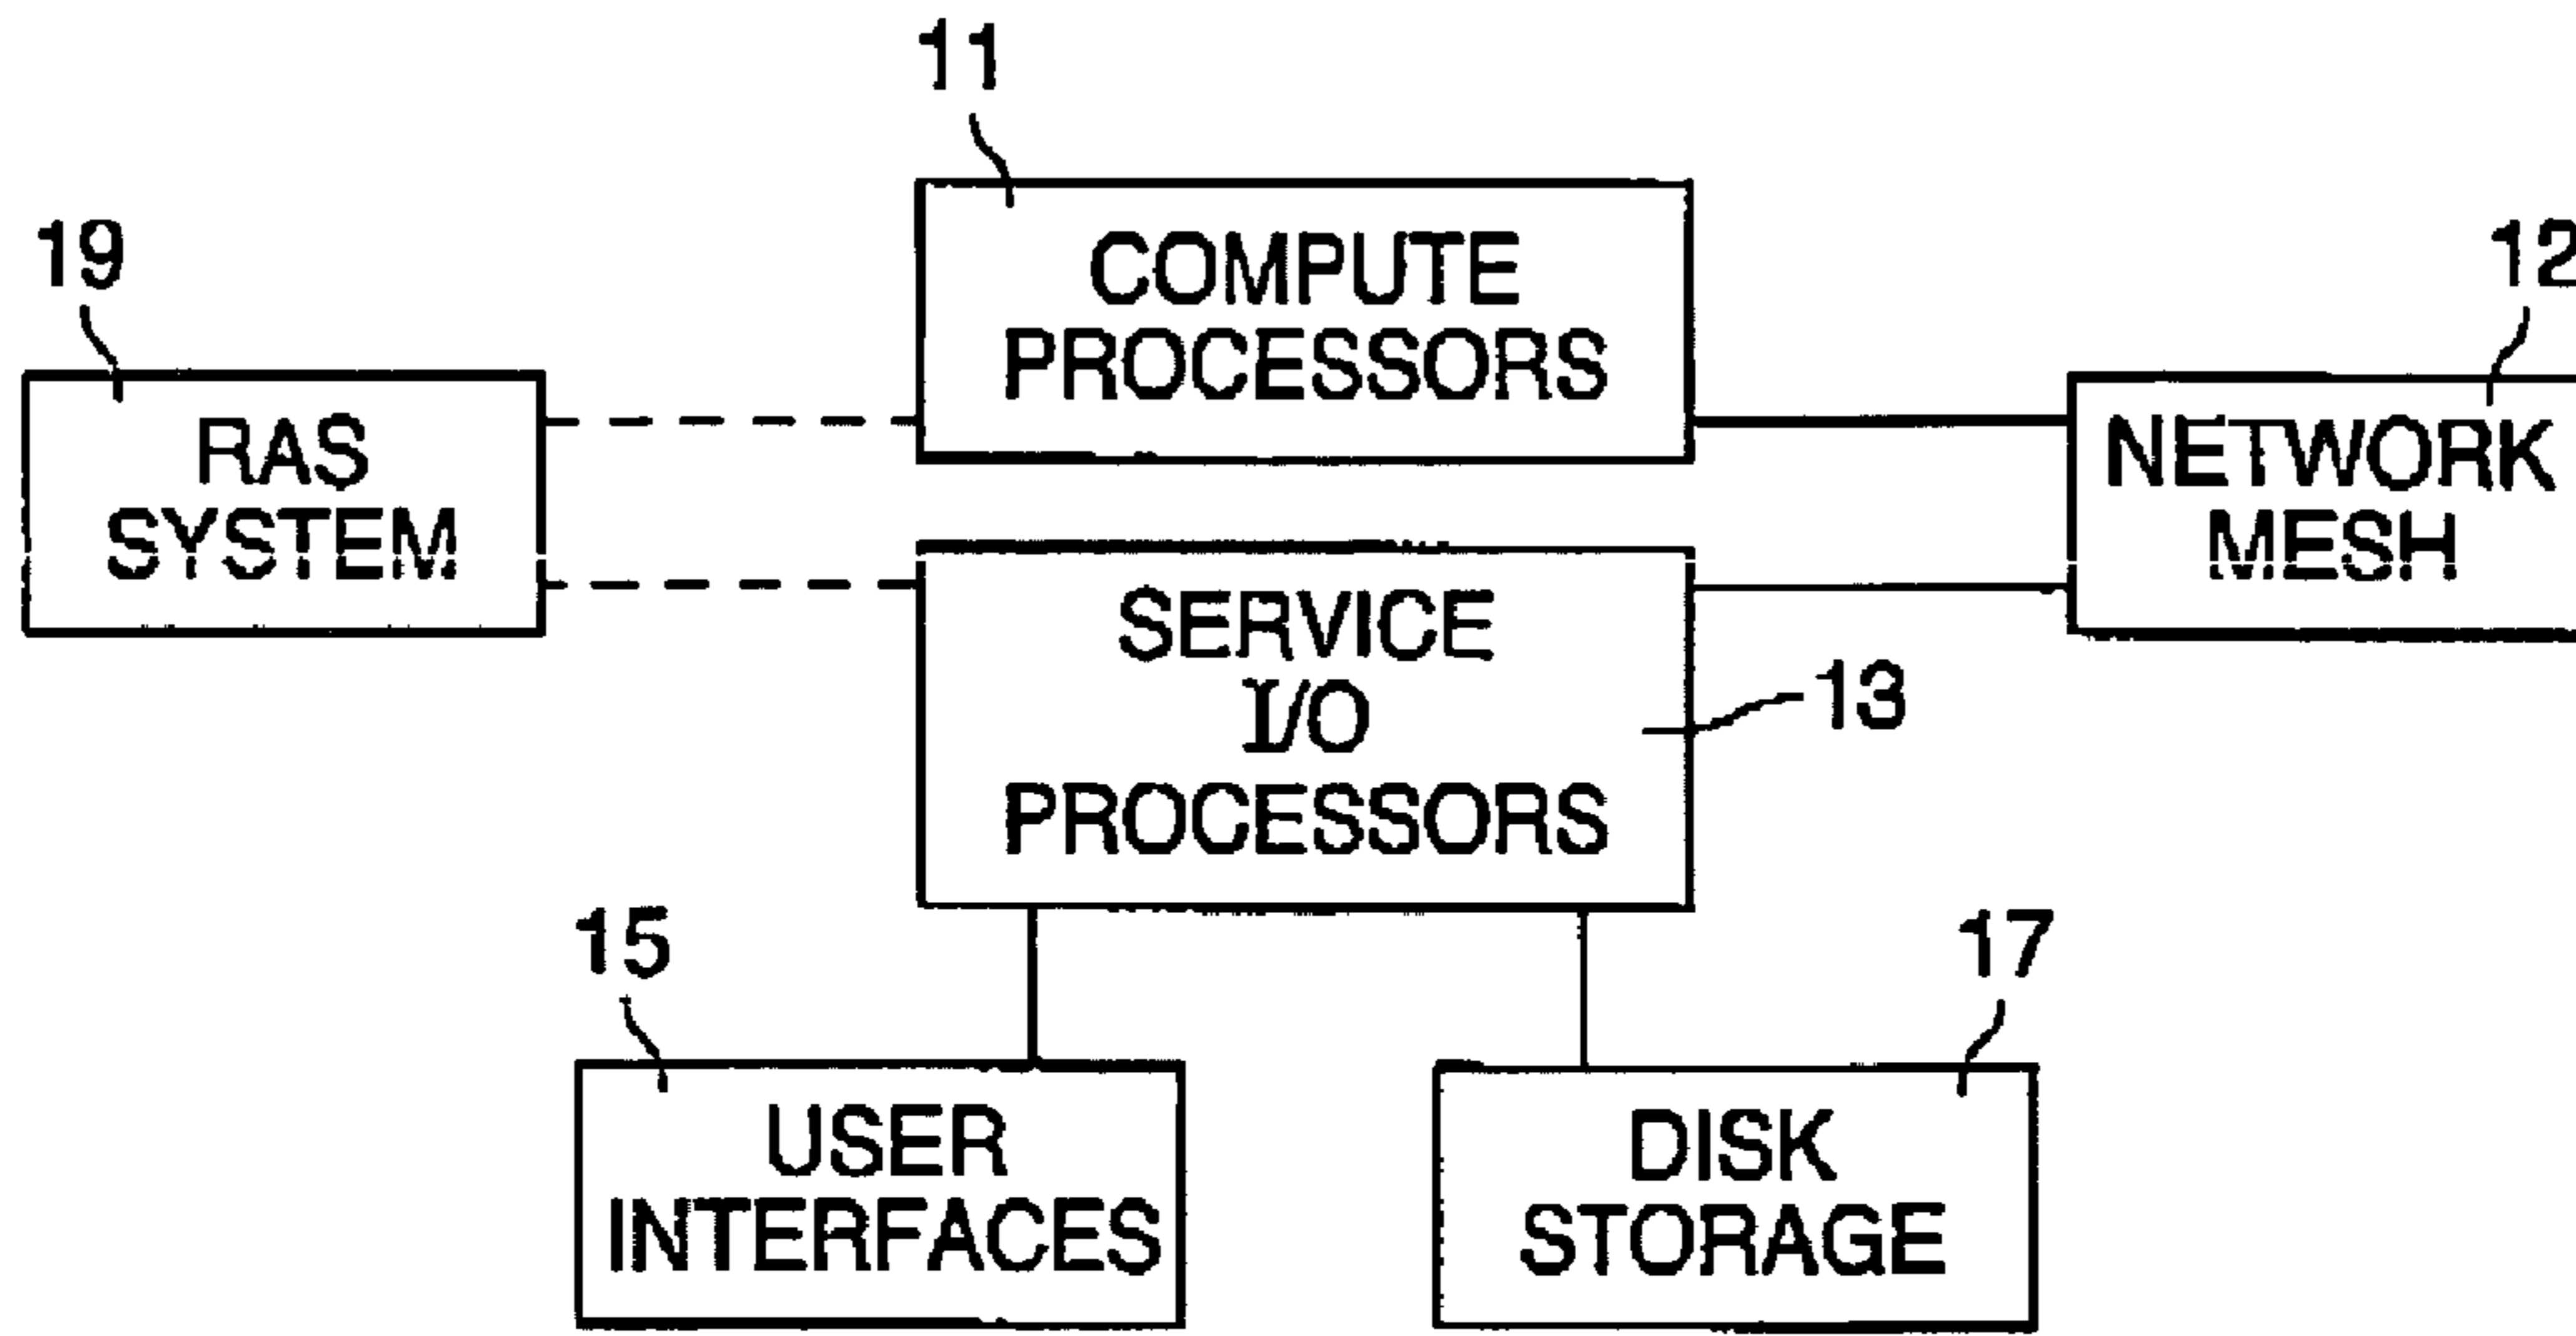 11
COMPUTE
PROCESSORS
19
RAS
SYSTEM
12
NETWORK
MESH
SERVICE
I/O
PROCESSORS
13
15
USER
INTERFACES
17
DISK
STORAGE